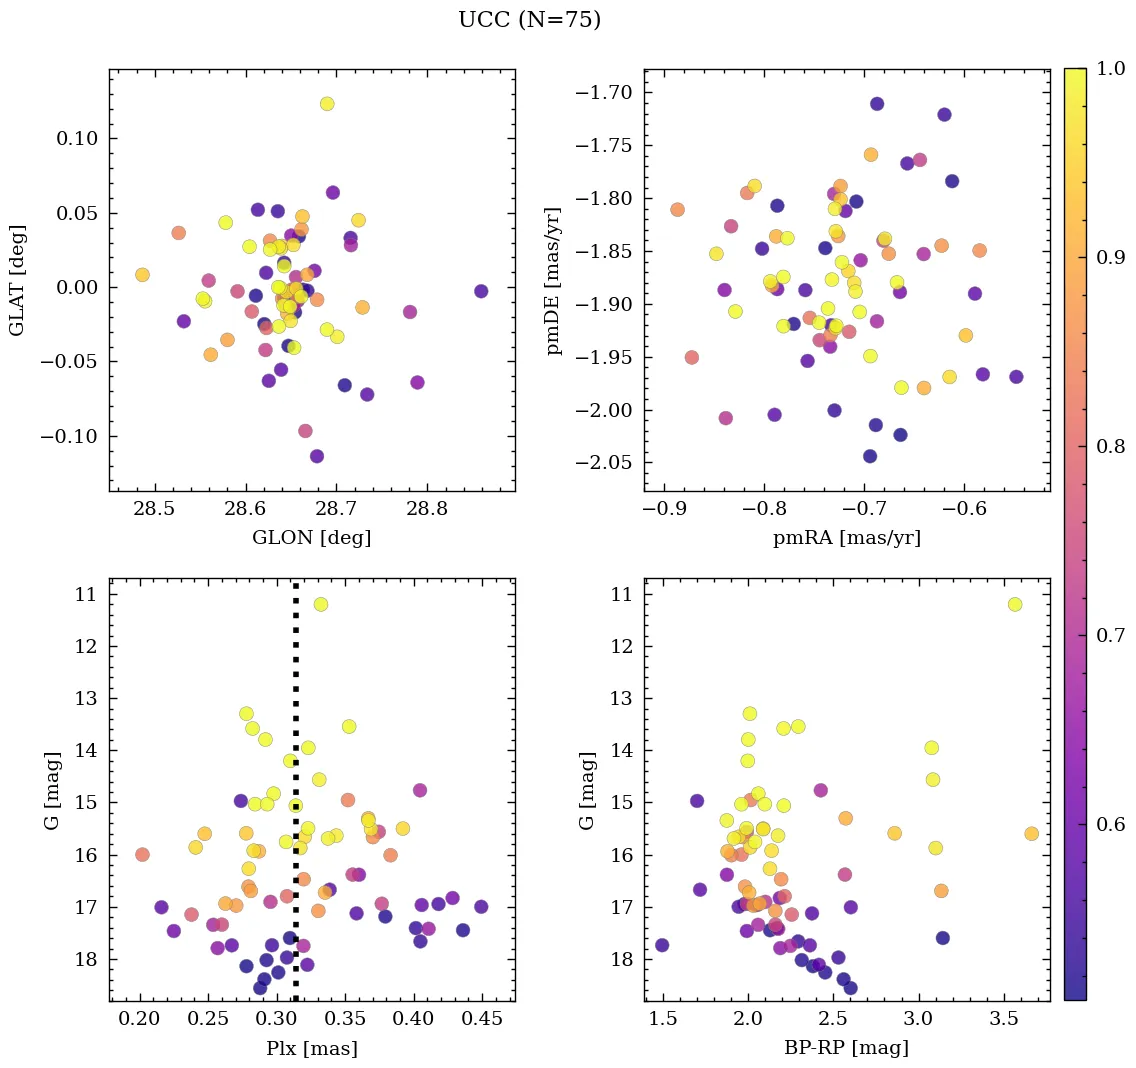 UCC (N=75)
0.10
0.05
0.00
−0.05
−0.10
GLAT [deg]
28.5 28.6 28.7 28.8
GLON [deg]
−1.70
−1.75
−1.80
−1.85
−1.90
−1.95
−2.00
−2.05
pmDE [mas/yr]
−0.9 −0.8 −0.7 −0.6
pmRA [mas/yr]
11
12
13
14
15
16
17
18
G [mag]
0.20 0.25 0.30 0.35 0.40 0.45
Plx [mas]
11
12
13
14
15
16
17
18
G [mag]
1.5 2.0 2.5 3.0 3.5
BP-RP [mag]
1.0
0.9
0.8
0.7
0.6